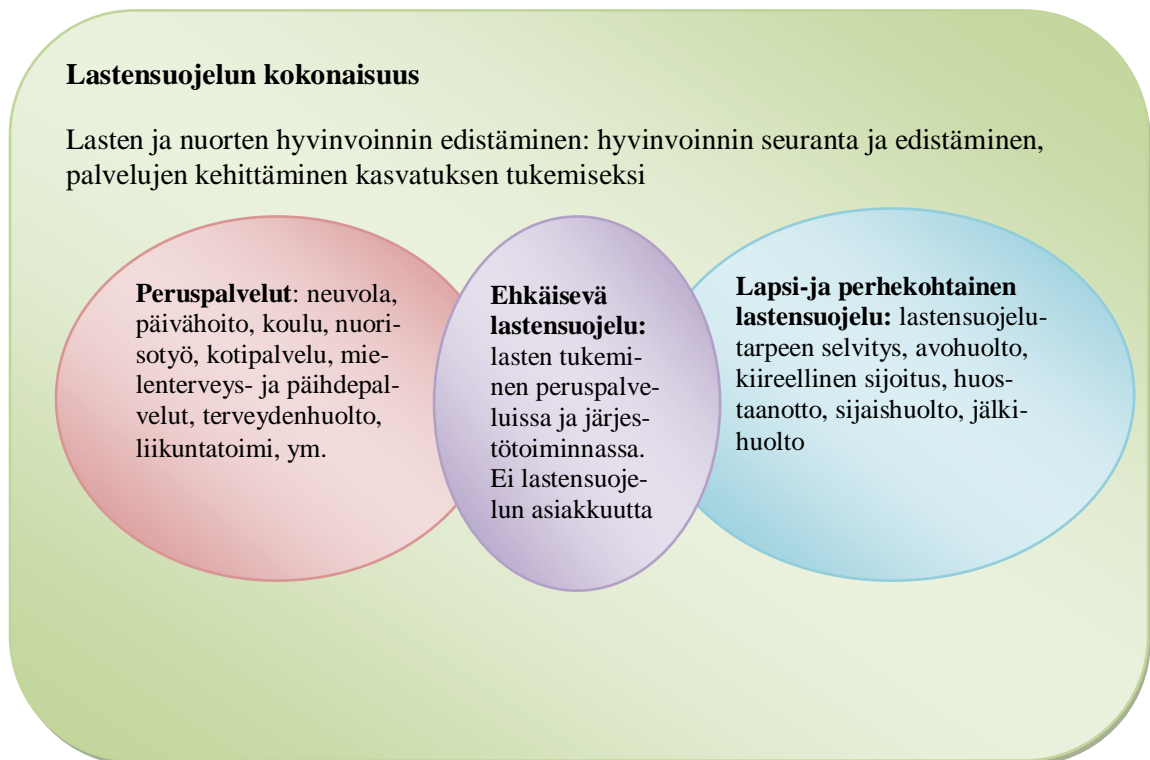 Lastensuojelun kokonaisuus
Lasten ja nuorten hyvinvoinnin edistäminen: hyvinvoinnin seuranta ja edistäminen,
palvelujen kehittäminen kasvatuksen tukemiseksi
Peruspalvelut: neuvola,
päivähoito, koulu, nuori-
sotyö, kotipalvelu, mie-
lenterveys- ja päihdepal-
velut, terveydenhuolto,
liikuntatoimi, ym.
Ehkäisevä
lastensuojelu:
lasten tukemi-
nen peruspalve-
luissa ja järjes-
tötoiminnassa.
Ei lastensuoje-
lun asiakkuutta
Lapsi-ja perhekohtainen
lastensuojelu: lastensuojelu-
tarpeen selvitys, avohuolto,
kiireellinen sijoitus, huos-
taanotto, sijaishuolto, jälki-
huolto